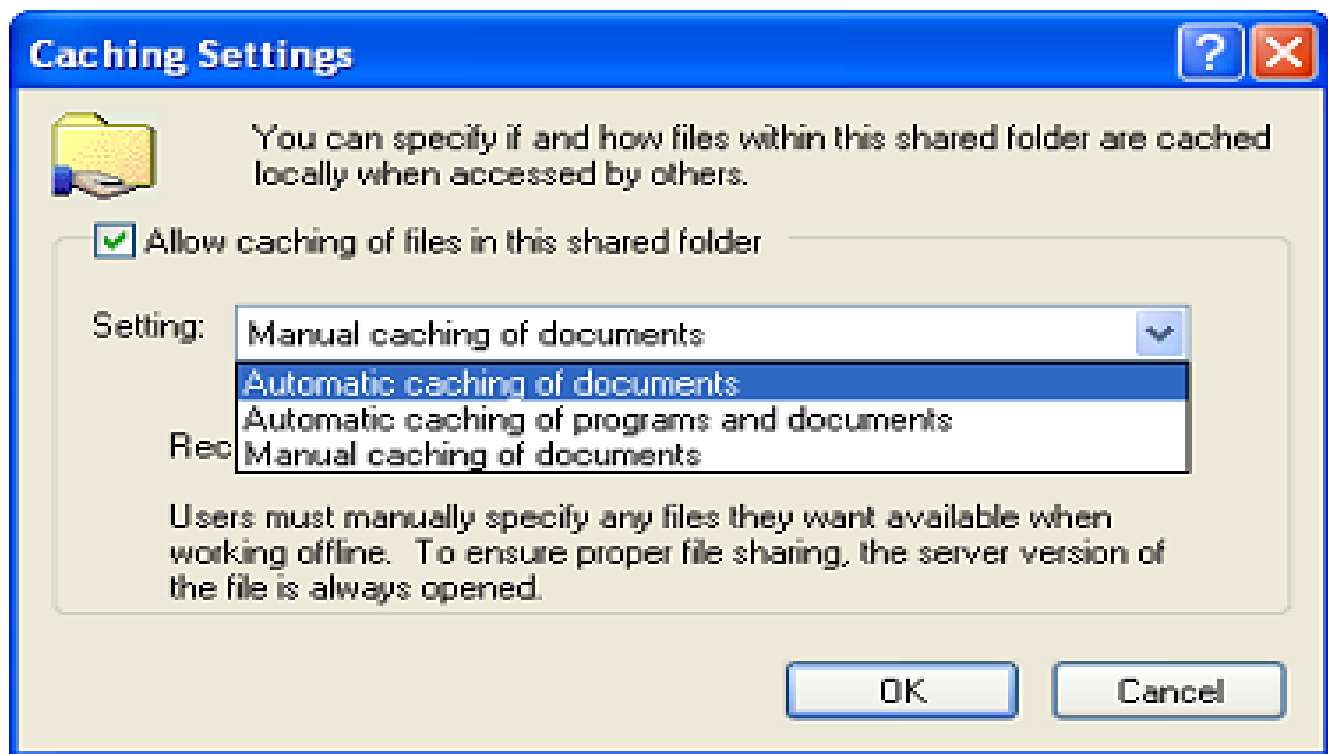 Caching Settings
You can specify if and how files within this shared folder are cached
locally when accessed by others.
Allow caching of files in this shared folder
Setting:
Manual caching of documents
Automatic caching of documents
Automatic caching of programs and documents
Rec
Manual caching of documents
Users must manually specify any files they want available when
working offline. To ensure proper file sharing, the server version of
the file is always opened.
OK
Cancel